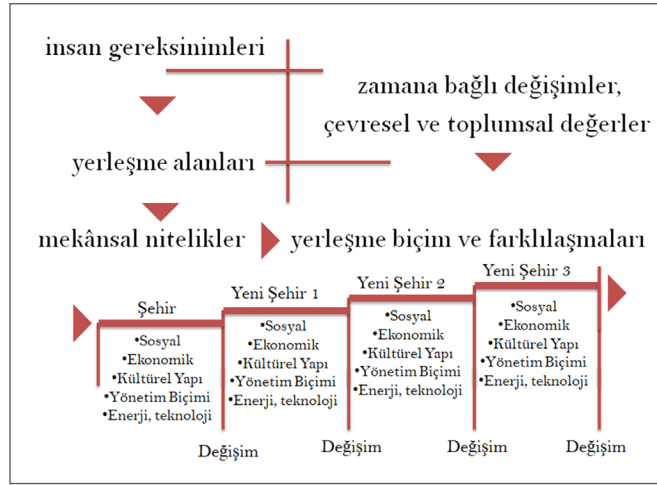 insan gereksinimleri
zamana bağlı değişimler,
çevresel ve toplumsal değerler
yerleşme alanları
mekânsal nitelikler
yerleşme biçim ve farklılaşmaları
Şehir
•Sosyal
•Ekonomik
•Kültürel Yapı
•Yönetim Biçimi
•Enerji, teknoloji
Değişim
Yeni Şehir 1
•Sosyal
•Ekonomik
•Kültürel Yapı
•Yönetim Biçimi
•Enerji, teknoloji
Değişim
Yeni Şehir 2
•Sosyal
•Ekonomik
•Kültürel Yapı
•Yönetim Biçimi
•Enerji, teknoloji
Değişim
Yeni Şehir 3
•Sosyal
•Ekonomik
•Kültürel Yapı
•Yönetim Biçimi
•Enerji, teknoloji
Değişim